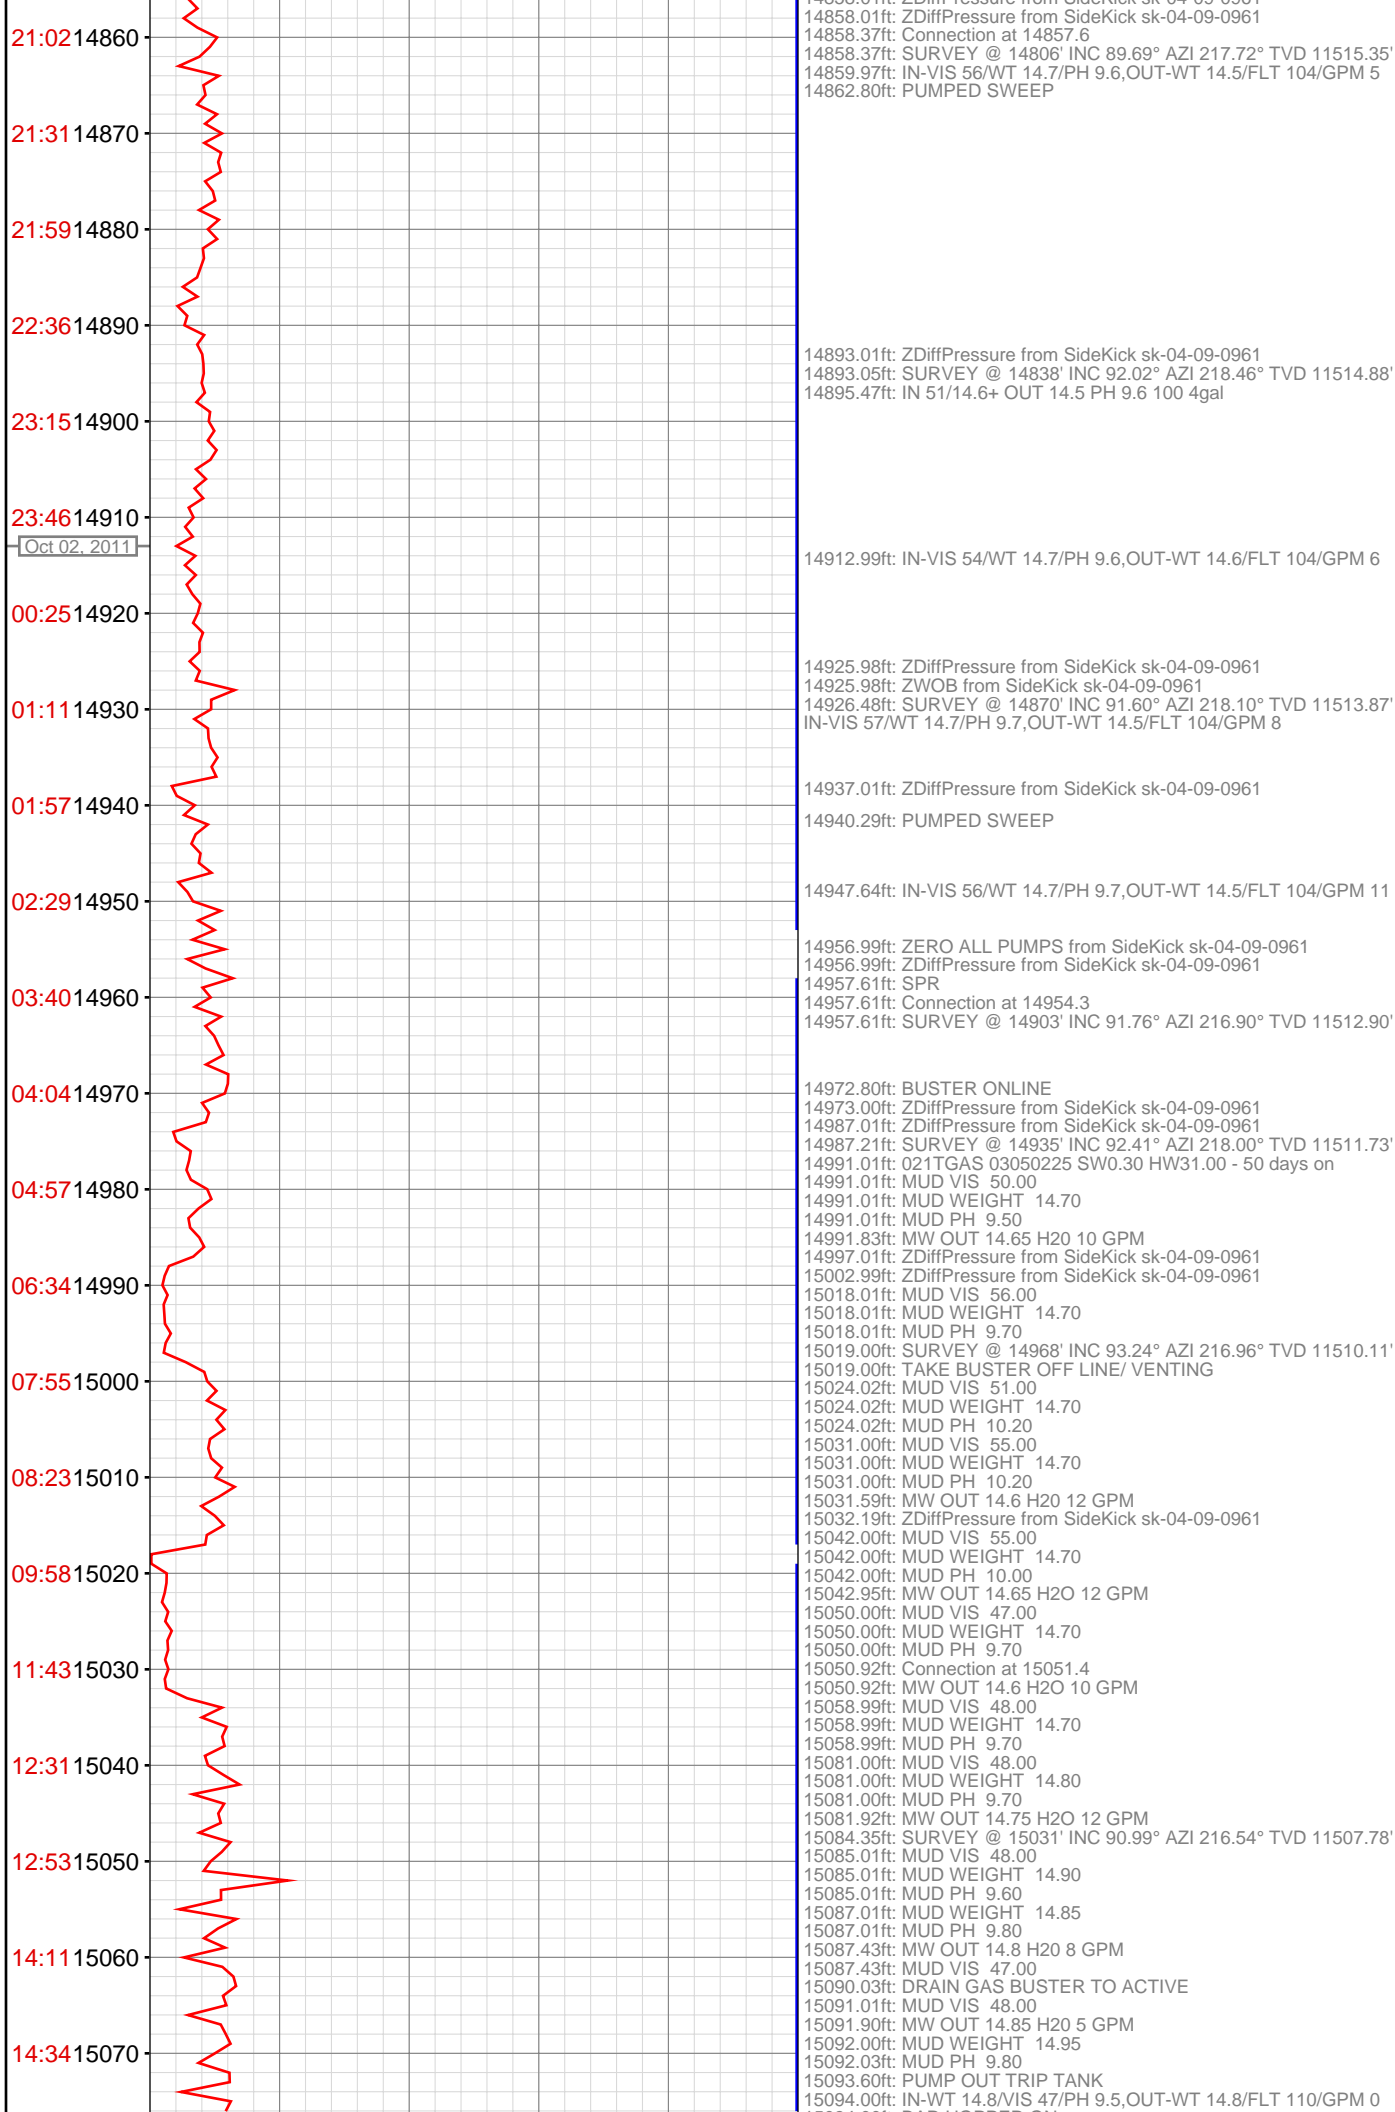 14858.01ft: ZDiffPressure from SideKick sk-04-09-0961
14858.37ft: Connection at 14857.6
14858.37ft: SURVEY @ 14806' INC 89.69° AZI 217.72° TVD 11515.35'
14859.97ft: IN-VIS 56/WT 14.7/PH 9.6,OUT-WT 14.5/FLT 104/GPM 5
14862.80ft: PUMPED SWEEP
14893.01ft: ZDiffPressure from SideKick sk-04-09-0961
14893.05ft: SURVEY @ 14838' INC 92.02° AZI 218.46° TVD 11514.88'
14895.47ft: IN 51/14.6+ OUT 14.5 PH 9.6 100 4gal
14912.99ft: IN-VIS 54/WT 14.7/PH 9.6,OUT-WT 14.6/FLT 104/GPM 6
14925.98ft: ZDiffPressure from SideKick sk-04-09-0961
14925.98ft: ZWOB from SideKick sk-04-09-0961
14926.48ft: SURVEY @ 14870' INC 91.60° AZI 218.10° TVD 11513.87'
IN-VIS 57/WT 14.7/PH 9.7,OUT-WT 14.5/FLT 104/GPM 8
14937.01ft: ZDiffPressure from SideKick sk-04-09-0961
14940.29ft: PUMPED SWEEP
14947.64ft: IN-VIS 56/WT 14.7/PH 9.7,OUT-WT 14.5/FLT 104/GPM 11
14956.99ft: ZERO ALL PUMPS from SideKick sk-04-09-0961
14956.99ft: ZDiffPressure from SideKick sk-04-09-0961
14957.61ft: SPR
14957.61ft: Connection at 14954.3
14957.61ft: SURVEY @ 14903' INC 91.76° AZI 216.90° TVD 11512.90'
14972.80ft: BUSTER ONLINE
14973.00ft: ZDiffPressure from SideKick sk-04-09-0961
14987.01ft: ZDiffPressure from SideKick sk-04-09-0961
14987.21ft: SURVEY @ 14935' INC 92.41° AZI 218.00° TVD 11511.73'
14991.01ft: 021TGAS 03050225 SW0.30 HW31.00 - 50 days on
14991.01ft: MUD VIS 50.00
14991.01ft: MUD WEIGHT 14.70
14991.01ft: MUD PH 9.50
14991.83ft: MW OUT 14.65 H20 10 GPM
14997.01ft: ZDiffPressure from SideKick sk-04-09-0961
15002.99ft: ZDiffPressure from SideKick sk-04-09-0961
15018.01ft: MUD VIS 56.00
15018.01ft: MUD WEIGHT 14.70
15018.01ft: MUD PH 9.70
15019.00ft: SURVEY @ 14968' INC 93.24° AZI 216.96° TVD 11510.11'
15019.00ft: TAKE BUSTER OFF LINE/ VENTING
15024.02ft: MUD VIS 51.00
15024.02ft: MUD WEIGHT 14.70
15024.02ft: MUD PH 10.20
15031.00ft: MUD VIS 55.00
15031.00ft: MUD WEIGHT 14.70
15031.00ft: MUD PH 10.20
15031.59ft: MW OUT 14.6 H20 12 GPM
15032.19ft: ZDiffPressure from SideKick sk-04-09-0961
15042.00ft: MUD VIS 55.00
15042.00ft: MUD WEIGHT 14.70
15042.00ft: MUD PH 10.00
15042.95ft: MW OUT 14.65 H2O 12 GPM
15050.00ft: MUD VIS 47.00
15050.00ft: MUD WEIGHT 14.70
15050.00ft: MUD PH 9.70
15050.92ft: Connection at 15051.4
15050.92ft: MW OUT 14.6 H2O 10 GPM
15058.99ft: MUD VIS 48.00
15058.99ft: MUD WEIGHT 14.70
15058.99ft: MUD PH 9.70
15081.00ft: MUD VIS 48.00
15081.00ft: MUD WEIGHT 14.80
15081.00ft: MUD PH 9.70
15081.92ft: MW OUT 14.75 H2O 12 GPM
15084.35ft: SURVEY @ 15031' INC 90.99° AZI 216.54° TVD 11507.78'
15085.01ft: MUD VIS 48.00
15085.01ft: MUD WEIGHT 14.90
15085.01ft: MUD PH 9.60
15087.01ft: MUD WEIGHT 14.85
15087.01ft: MUD PH 9.80
15087.43ft: MW OUT 14.8 H20 8 GPM
15087.43ft: MUD VIS 47.00
15090.03ft: DRAIN GAS BUSTER TO ACTIVE
15091.01ft: MUD VIS 48.00
15091.90ft: MW OUT 14.85 H20 5 GPM
15092.00ft: MUD WEIGHT 14.95
15092.03ft: MUD PH 9.80
15093.60ft: PUMP OUT TRIP TANK
15094.00ft: IN-WT 14.8/VIS 47/PH 9.5,OUT-WT 14.8/FLT 110/GPM 0
21:02 14860
21:31 14870
21:59 14880
22:36 14890
23:15 14900
23:46 14910
Oct 02, 2011
00:25 14920
01:11 14930
01:57 14940
02:29 14950
03:40 14960
04:04 14970
04:57 14980
06:34 14990
07:55 15000
08:23 15010
09:58 15020
11:43 15030
12:31 15040
12:53 15050
14:11 15060
14:34 15070